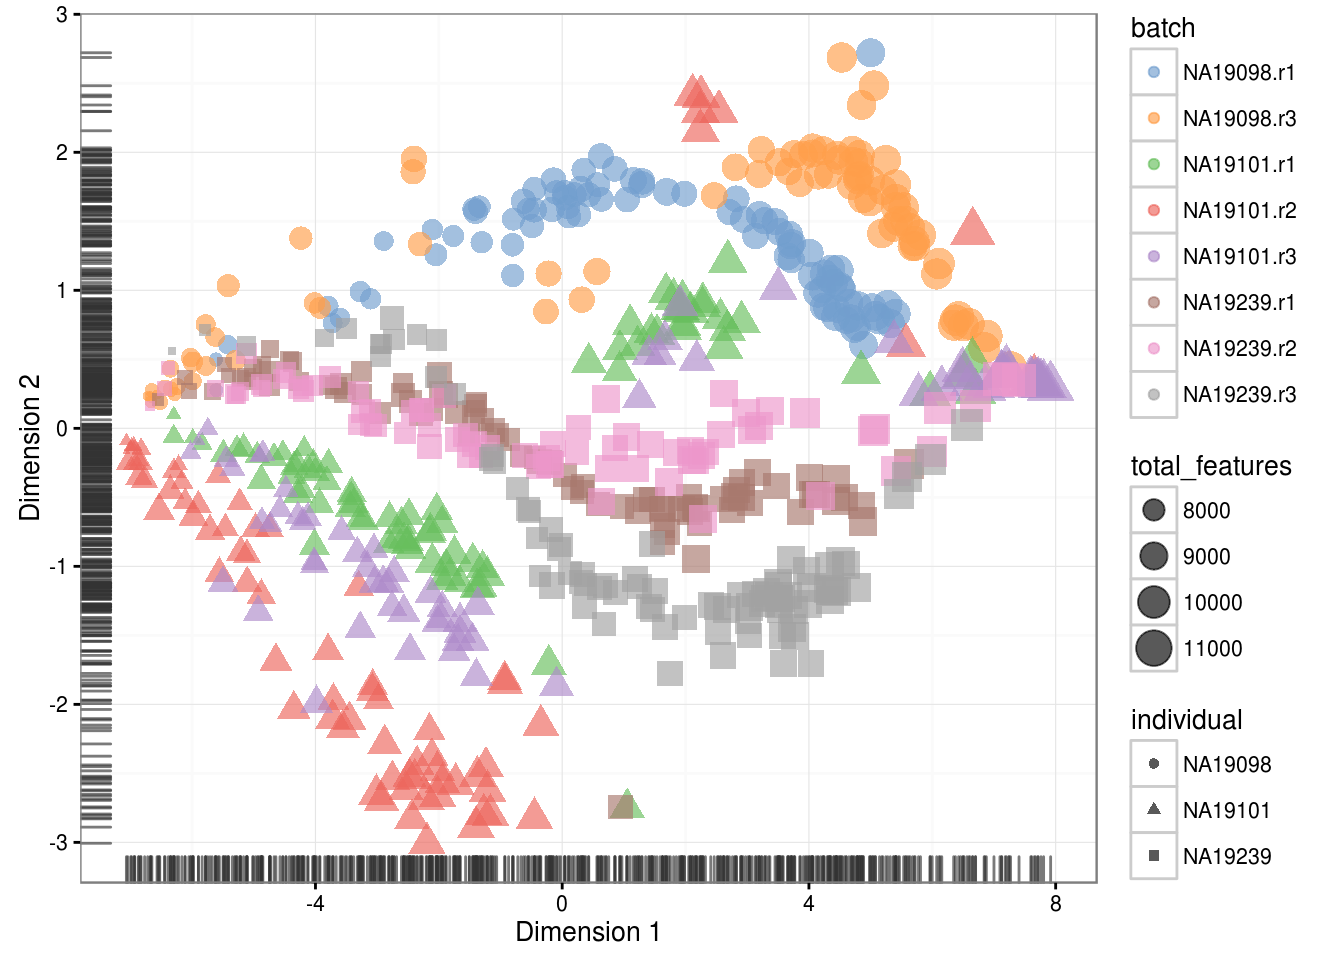 3
2
1
0
-1
-2
-3
Dimension 2
-4
0
4
8
Dimension 1
batch
NA19098.r1
NA19098.r3
NA19101.r1
NA19101.r2
NA19101.r3
NA19239.r1
NA19239.r2
NA19239.r3
total_features
8000
9000
10000
11000
individual
NA19098
NA19101
NA19239